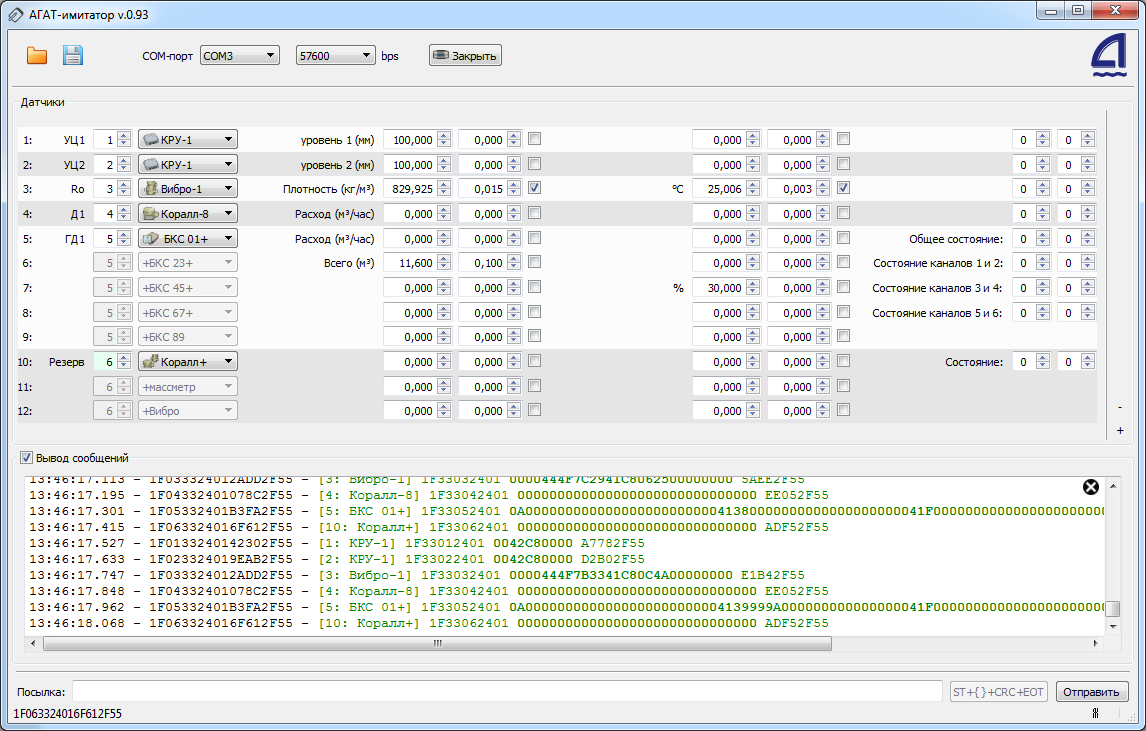 АГАТ-имитатор v.0.93
COM-порт COM3 57600 bps Закрыть
Датчики
1: УЦ1 1 КРУ-1 уровень 1 (мм) 100,000 0,000 0,000 0,000 0 0
2: УЦ2 2 КРУ-1 уровень 2 (мм) 100,000 0,000 0,000 0,000 0 0
3: Ro 3 Вибро-1 Плотность (кг/м³) 829,925 0,015 °C 25,006 0,003 0 0
4: Д1 4 Коралл-8 Расход (м³/час) 0,000 0,000 0,000 0,000 0 0
5: ГД1 5 БКС 01+ Расход (м³/час) 0,000 0,000 0,000 0,000 Общее состояние: 0 0
6: 5 +БКС 23+ Всего (м³) 11,600 0,100 0,000 0,000 Состояние каналов 1 и 2: 0 0
7: 5 +БКС 45+ 0,000 0,000 % 30,000 0,000 Состояние каналов 3 и 4: 0 0
8: 5 +БКС 67+ 0,000 0,000 0,000 0,000 Состояние каналов 5 и 6: 0 0
9: 5 +БКС 89 0,000 0,000 0,000 0,000
10: Резерв 6 Коралл+ 0,000 0,000 0,000 0,000 Состояние: 0 0
11: 6 +массметр 0,000 0,000 0,000 0,000
12: 6 +Вибро 0,000 0,000 0,000 0,000
-
+
Вывод сообщений
13:46:17.113 – 1F033324012ADD2F55 – [3: Вибро-1] 1F33032401 0000444F7C2941C8062500000000 5AEE2F55
13:46:17.195 – 1F04332401078C2F55 – [4: Коралл-8] 1F33042401 0000000000000000000000000000 EE052F55
13:46:17.301 – 1F05332401B3FA2F55 – [5: БКС 01+] 1F33052401
13:46:17.415 – 1F063324016F612F55 – [10: Коралл+] 1F33062401 0000000000000000000000000000 ADF52F55
13:46:17.527 – 1F0133240142302F55 – [1: КРУ-1] 1F33012401 0042C80000 A7782F55
13:46:17.633 – 1F023324019EAB2F55 – [2: КРУ-1] 1F33022401 0042C80000 D2B02F55
13:46:17.747 – 1F033324012ADD2F55 – [3: Вибро-1] 1F33032401 0000444F7B3341C80C4A00000000 E1B42F55
13:46:17.848 – 1F04332401078C2F55 – [4: Коралл-8] 1F33042401 0000000000000000000000000000 EE052F55
13:46:17.962 – 1F05332401B3FA2F55 – [5: БКС 01+] 1F33052401
13:46:18.068 – 1F063324016F612F55 – [10: Коралл+] 1F33062401 0000000000000000000000000000 ADF52F55
Посылка: ST+{}+CRC+EOT Отправить
1F063324016F612F55